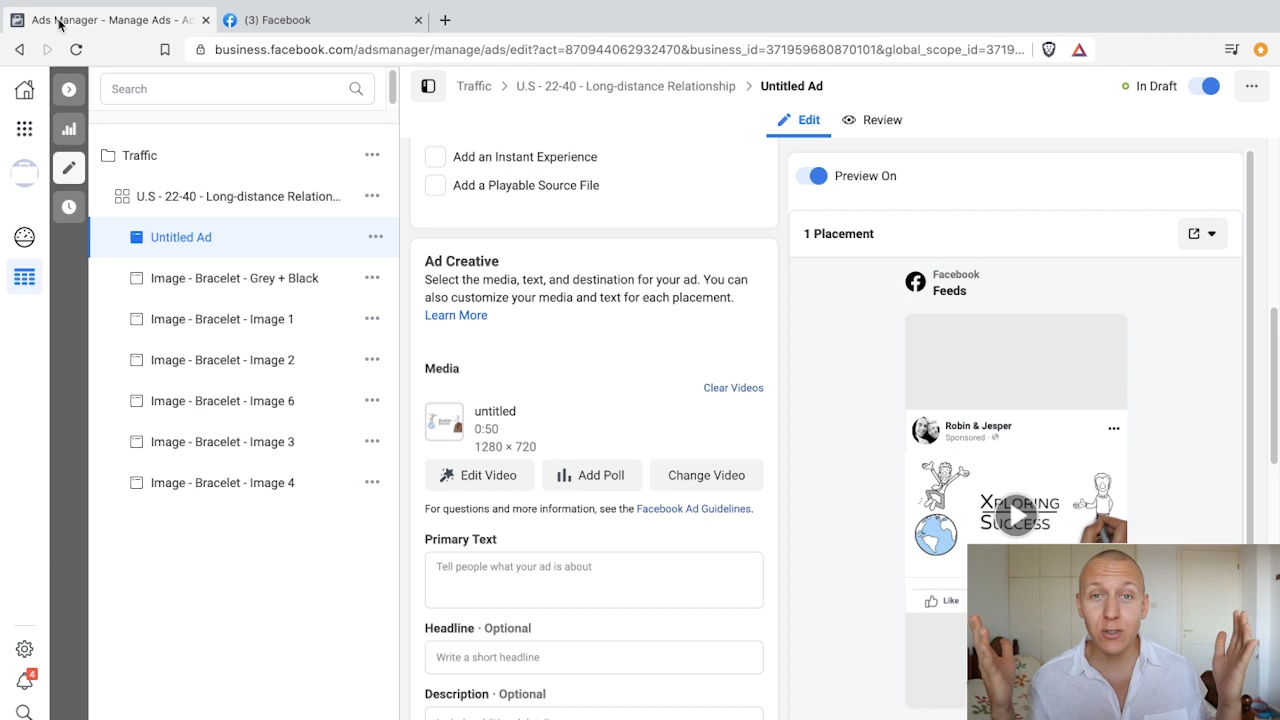 Ads Manager - Manage Ads - Ad
(3) Facebook
business.facebook.com/adsmanager/manage/ads/edit?act=870944062932470&business_id=371959680870101&global_scope_id=3719...
Search
Traffic
U.S - 22-40 - Long-distance Relation...
Untitled Ad
Image - Bracelet - Grey + Black
Image - Bracelet - Image 1
Image - Bracelet - Image 2
Image - Bracelet - Image 6
Image - Bracelet - Image 3
Image - Bracelet - Image 4
4
Traffic > U.S - 22-40 - Long-distance Relationship > Untitled Ad
In Draft
Edit
Review
Add an Instant Experience
Add a Playable Source File
Ad Creative
Select the media, text, and destination for your ad. You can
also customize your media and text for each placement.
Learn More
Media
Clear Videos
untitled
0:50
1280 × 720
Edit Video
Add Poll
Change Video
For questions and more information, see the Facebook Ad Guidelines.
Primary Text
Tell people what your ad is about
Headline · Optional
Write a short headline
Description · Optional
Preview On
1 Placement
Facebook
Feeds
Robin & Jesper
Sponsored ·
XPLORING
SUCCESS
Like